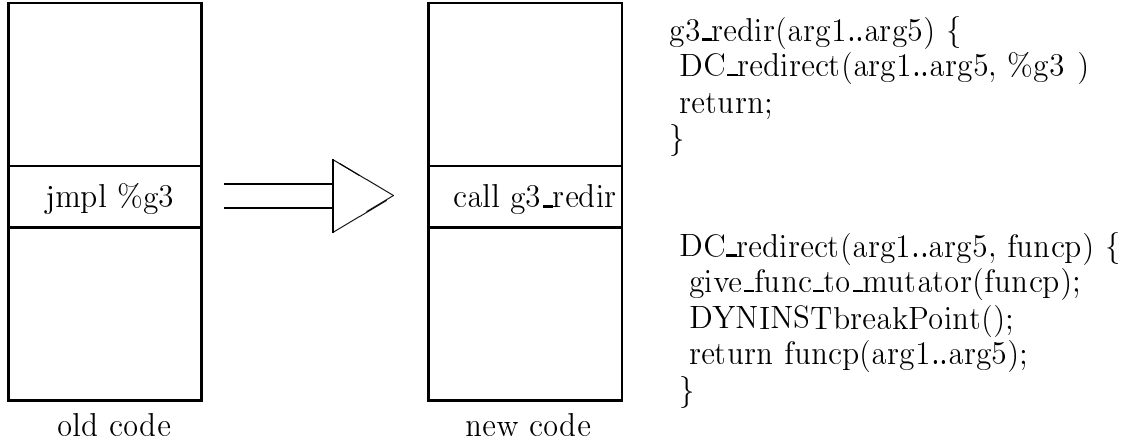 jmpl %g3
old code
call g3_redir
new code
g3_redir(arg1..arg5) {
DC_redirect(arg1..arg5, %g3 )
return;
}
DC_redirect(arg1..arg5, funcp) {
give_func_to_mutator(funcp);
DYNINSTbreakPoint();
return funcp(arg1..arg5);
}